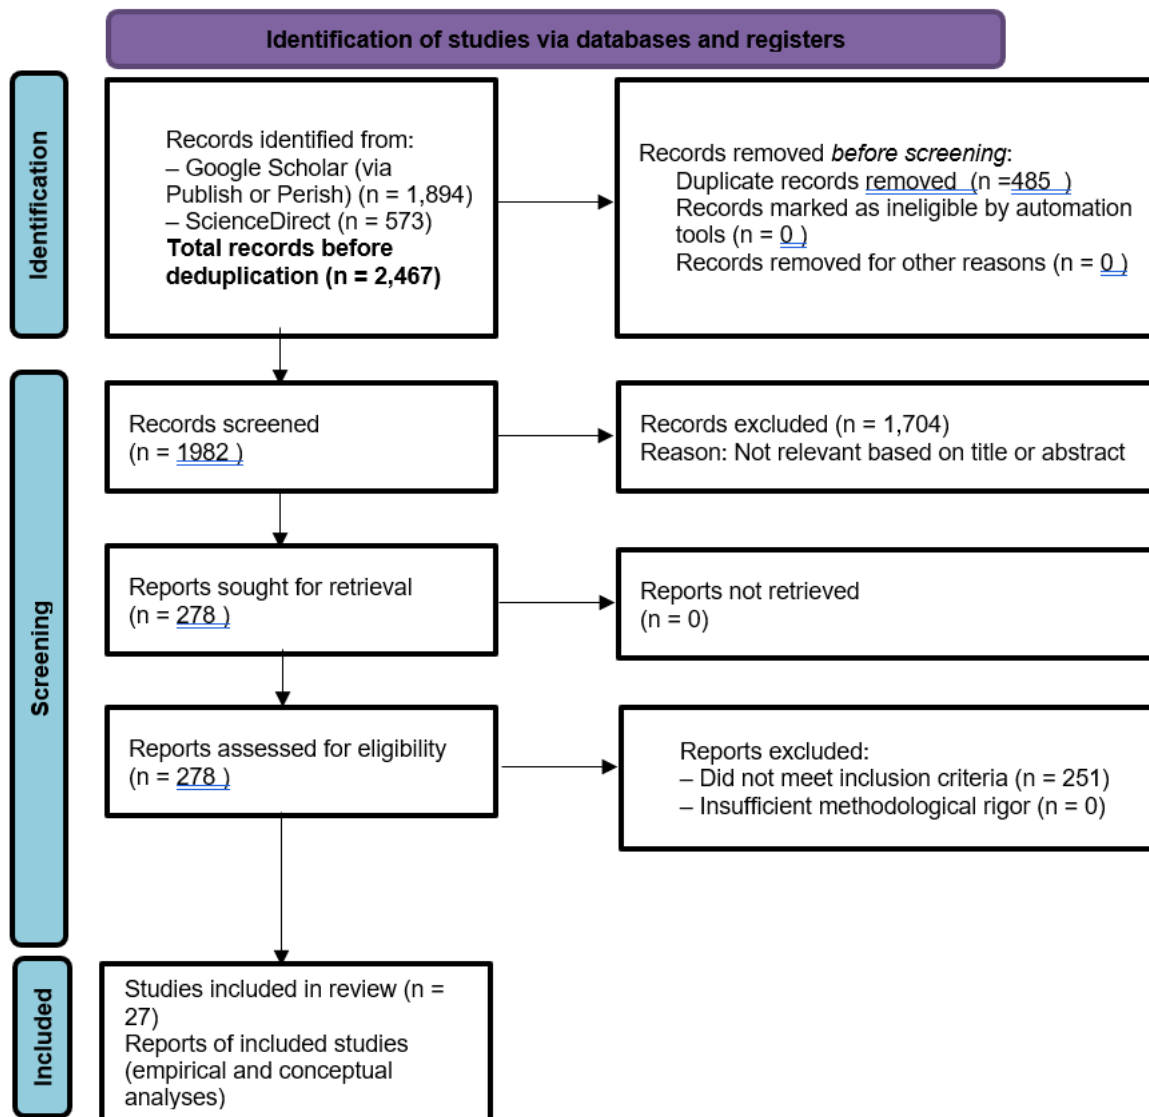 Identification of studies via databases and registers
Identification
Records identified from:
– Google Scholar (via
Publish or Perish) (n = 1,894)
– ScienceDirect (n = 573)
Total records before
deduplication (n = 2,467)
Records removed before screening:
Duplicate records removed (n =485 )
Records marked as ineligible by automation
tools (n = 0 )
Records removed for other reasons (n = 0 )
Screening
Records screened
(n = 1982 )
Records excluded (n = 1,704)
Reason: Not relevant based on title or abstract
Reports sought for retrieval
(n = 278 )
Reports not retrieved
(n = 0)
Reports assessed for eligibility
(n = 278 )
Reports excluded:
– Did not meet inclusion criteria (n = 251)
– Insufficient methodological rigor (n = 0)
Included
Studies included in review (n =
27)
Reports of included studies
(empirical and conceptual
analyses)